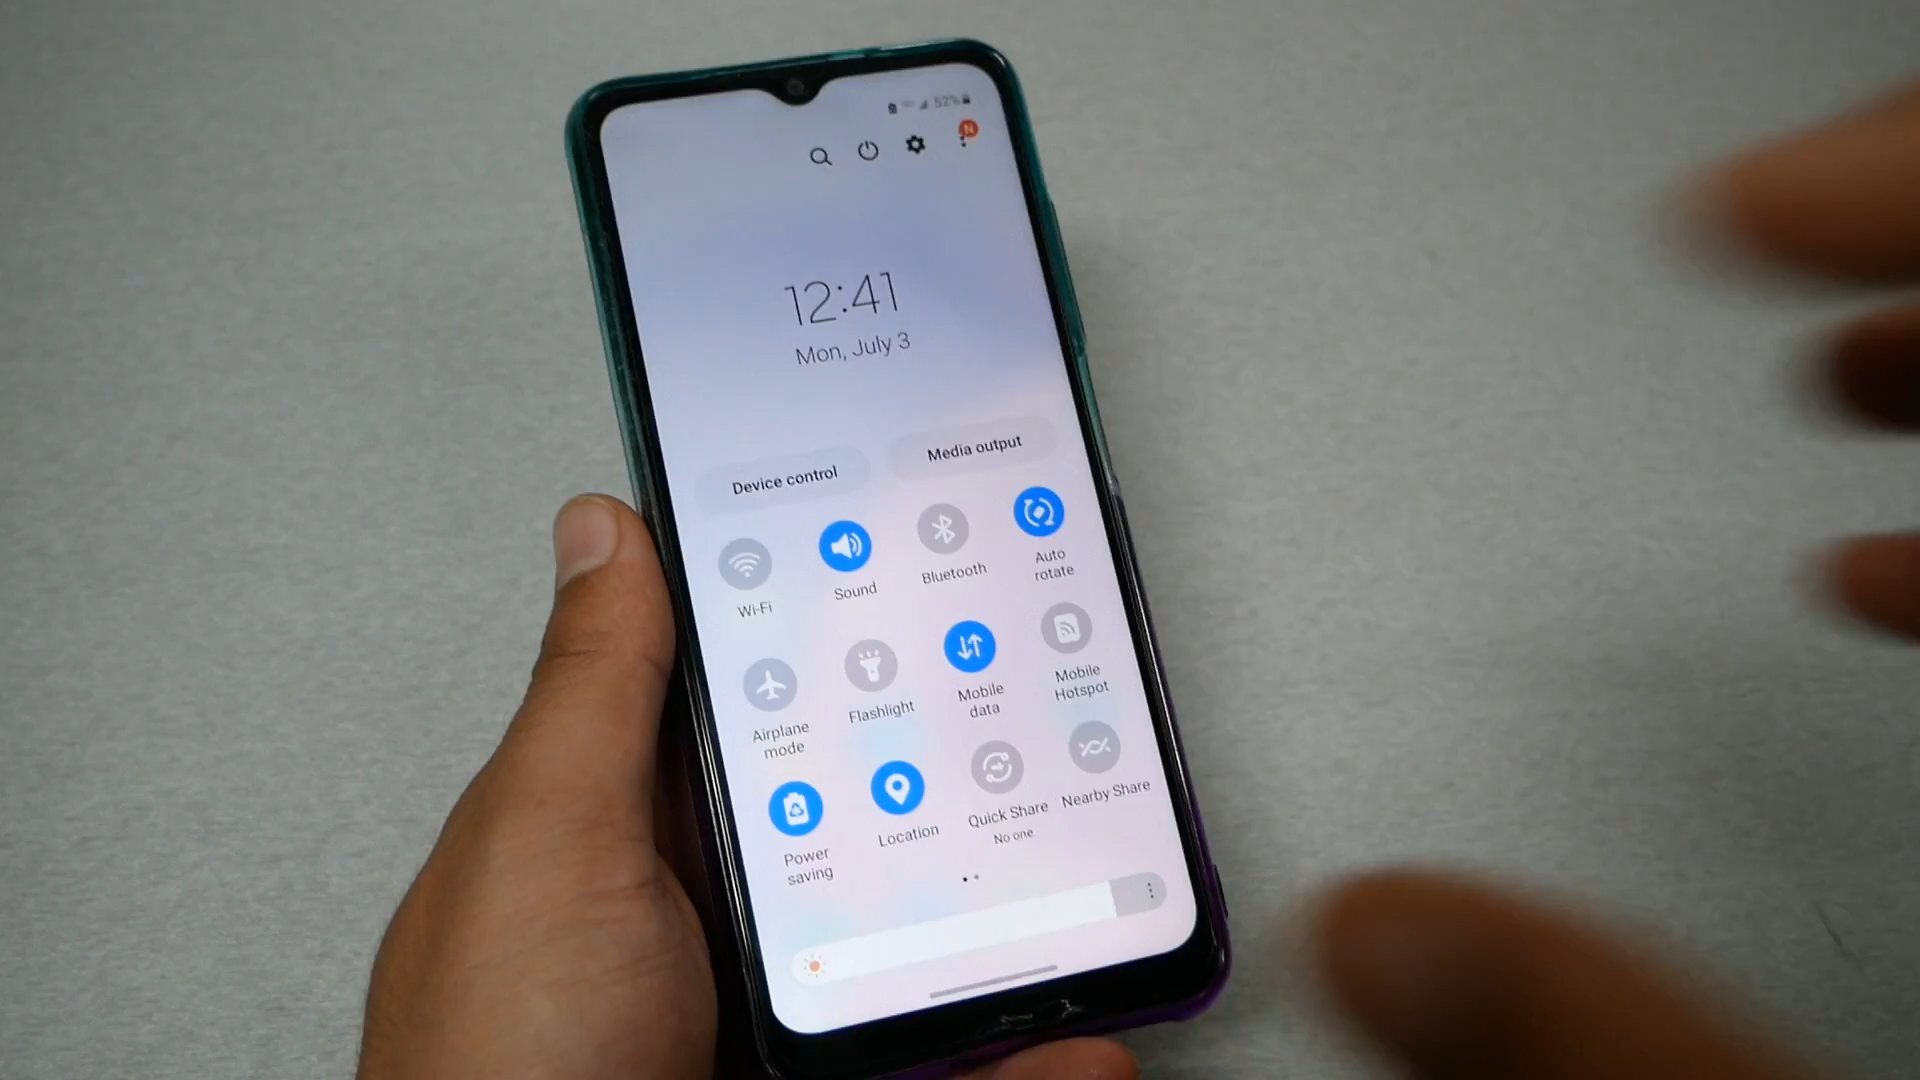 52%
N
12:41
Mon, July 3
Device control
Media output
Wi-Fi
Sound
Bluetooth
Auto
rotate
Airplane
mode
Flashlight
Mobile
data
Mobile
Hotspot
Power
saving
Location
Quick Share
No one
Nearby Share